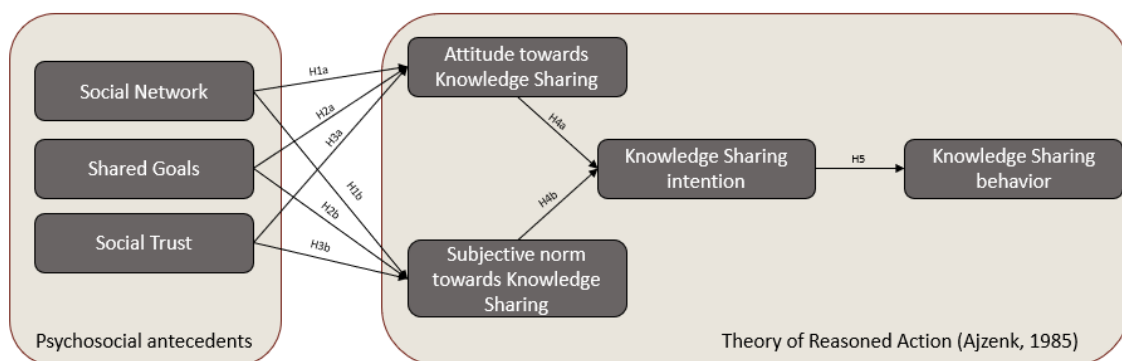 Social Network
Shared Goals
Social Trust
Psychosocial antecedents
H1a
H2a
H3a
H1b
H2b
H3b
Attitude towards
Knowledge Sharing
Subjective norm
towards Knowledge
Sharing
H4a
H4b
Knowledge Sharing
intention
H5
Knowledge Sharing
behavior
Theory of Reasoned Action (Ajzenk, 1985)